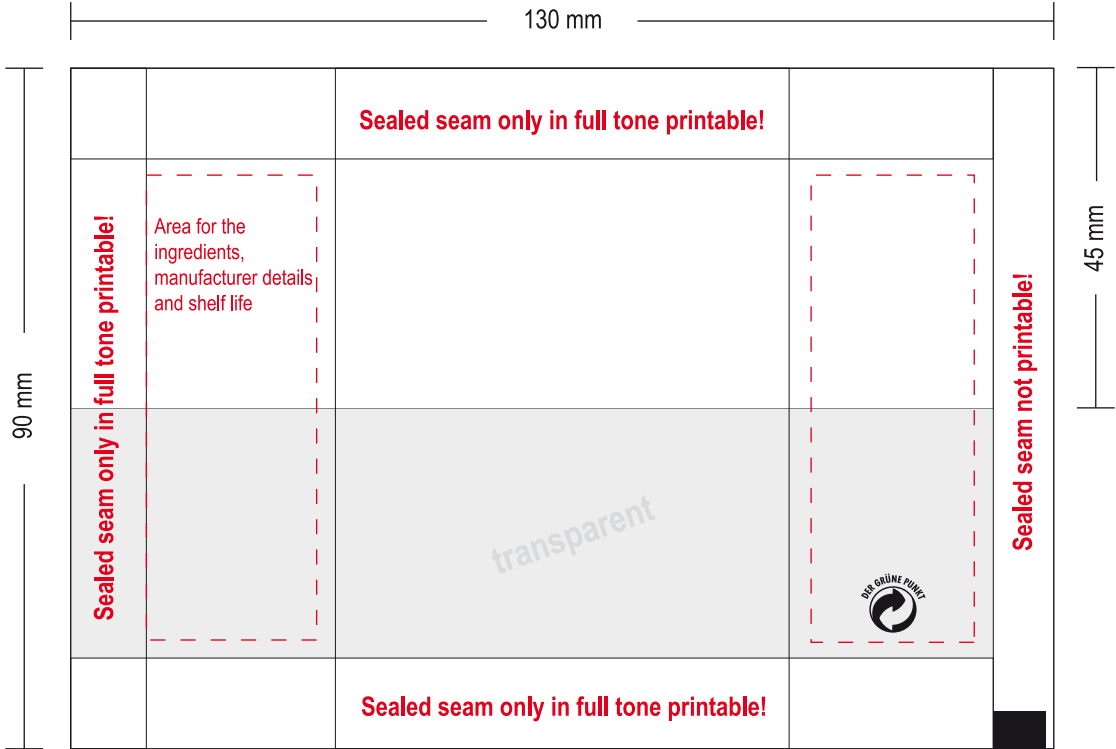 130 mm
Sealed seam only in full tone printable!
45 mm
90 mm
Sealed seam only in full tone printable!
Area for the
ingredients,
manufacturer details
and shelf life
Sealed seam not printable!
transparent
DER GRÜNE PUNKT
Sealed seam only in full tone printable!